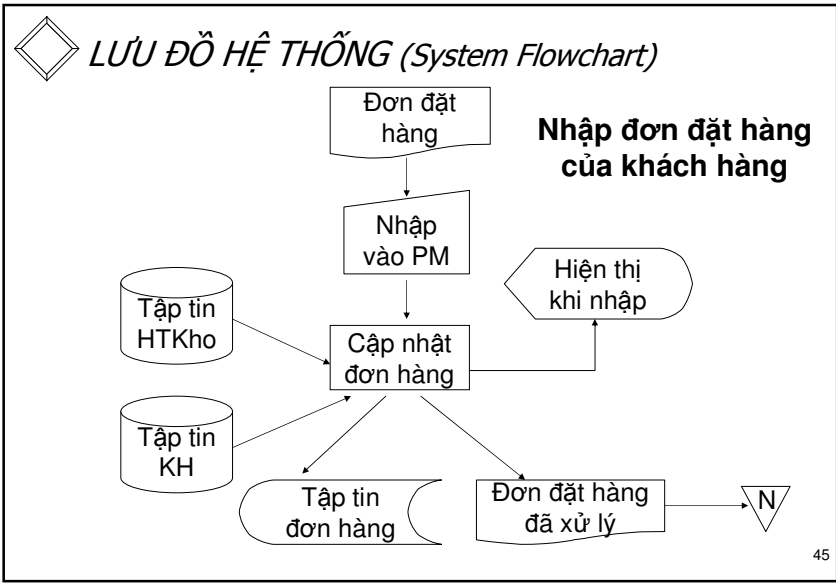 LƯU ĐỒ HỆ THỐNG (System Flowchart)
Đơn đặt
hàng
Nhập đơn đặt hàng
của khách hàng
Nhập
vào PM
Hiện thị
khi nhập
Tập tin
HTKho
Cập nhật
đơn hàng
Tập tin
KH
Tập tin
đơn hàng
Đơn đặt hàng
đã xử lý
N
45